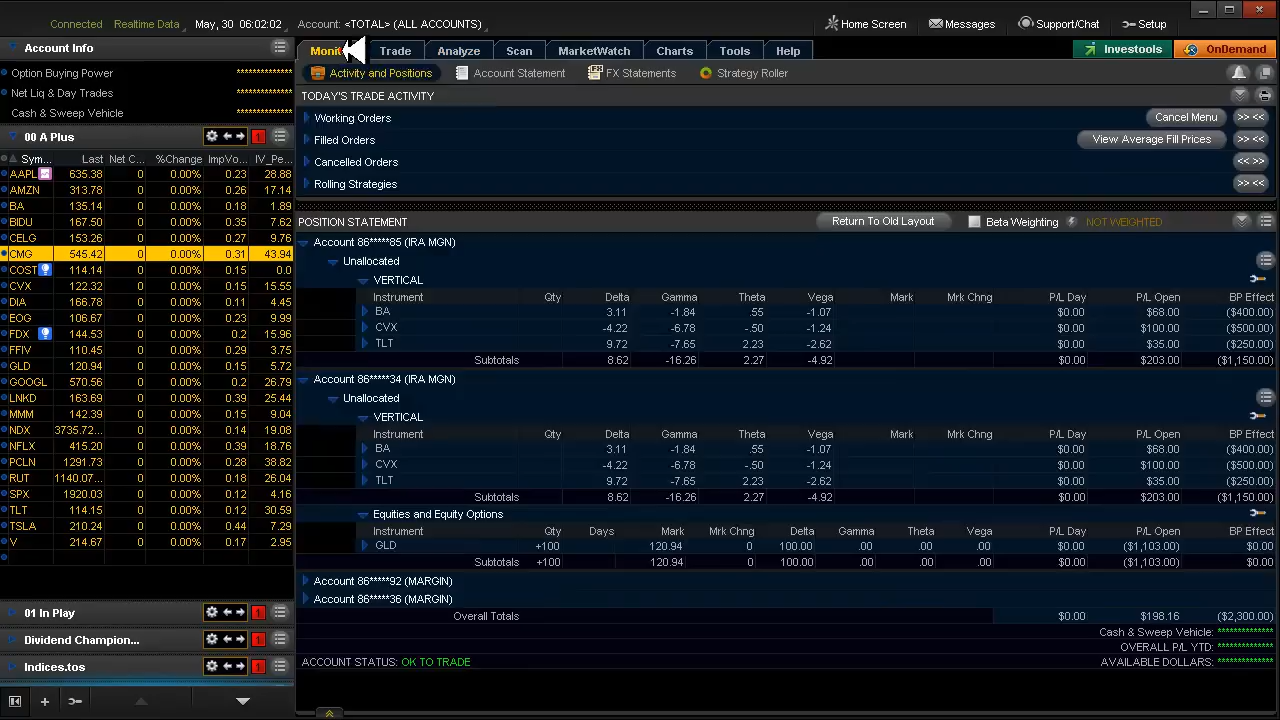 Connected Realtime Data May, 30 06:02:02 Account: <TOTAL> (ALL ACCOUNTS) Home Screen Messages Support/Chat Setup
Account Info
Option Buying Power **************
Net Liq & Day Trades **************
Cash & Sweep Vehicle **************
00 A Plus 1
Sym... Last Net C... %Change ImpVo... IV_Pe...
AAPL 635.38 0 0.00% 0.23 28.88
AMZN 313.78 0 0.00% 0.26 17.14
BA 135.14 0 0.00% 0.18 1.89
BIDU 167.50 0 0.00% 0.35 7.62
CELG 153.26 0 0.00% 0.27 9.76
CMG 545.42 0 0.00% 0.31 43.94
COST 114.14 0 0.00% 0.15 0.0
CVX 122.32 0 0.00% 0.15 15.55
DIA 166.78 0 0.00% 0.11 4.45
EOG 106.67 0 0.00% 0.23 9.99
FDX 144.53 0 0.00% 0.2 15.96
FFIV 110.45 0 0.00% 0.29 3.75
GLD 120.94 0 0.00% 0.15 5.72
GOOGL 570.56 0 0.00% 0.2 26.79
LNKD 163.69 0 0.00% 0.39 25.44
MMM 142.39 0 0.00% 0.15 9.04
NDX 3735.72... 0 0.00% 0.14 19.08
NFLX 415.20 0 0.00% 0.39 18.76
PCLN 1291.73 0 0.00% 0.28 38.82
RUT 1140.07... 0 0.00% 0.18 26.04
SPX 1920.03 0 0.00% 0.12 4.16
TLT 114.15 0 0.00% 0.12 30.59
TSLA 210.24 0 0.00% 0.44 7.29
V 214.67 0 0.00% 0.17 2.95
01 In Play 1
Dividend Champion... 1
Indices.tos 1
Trade Analyze Scan MarketWatch Charts Tools Help Investools OnDemand
Activity and Positions Account Statement FX Statements Strategy Roller
TODAY'S TRADE ACTIVITY
Working Orders Cancel Menu >> <<
Filled Orders View Average Fill Prices >> <<
Cancelled Orders << >>
Rolling Strategies >> <<
POSITION STATEMENT Return To Old Layout Beta Weighting NOT WEIGHTED
Account 86*****85 (IRA MGN)
Unallocated
VERTICAL
Instrument Qty Delta Gamma Theta Vega Mark Mrk Chng P/L Day P/L Open BP Effect
BA 3.11 -1.84 .55 -1.07 $0.00 $68.00 ($400.00)
CVX -4.22 -6.78 -.50 -1.24 $0.00 $100.00 ($500.00)
TLT 9.72 -7.65 2.23 -2.62 $0.00 $35.00 ($250.00)
Subtotals 8.62 -16.26 2.27 -4.92 $0.00 $203.00 ($1,150.00)
Account 86*****34 (IRA MGN)
Unallocated
VERTICAL
Instrument Qty Delta Gamma Theta Vega Mark Mrk Chng P/L Day P/L Open BP Effect
BA 3.11 -1.84 .55 -1.07 $0.00 $68.00 ($400.00)
CVX -4.22 -6.78 -.50 -1.24 $0.00 $100.00 ($500.00)
TLT 9.72 -7.65 2.23 -2.62 $0.00 $35.00 ($250.00)
Subtotals 8.62 -16.26 2.27 -4.92 $0.00 $203.00 ($1,150.00)
Equities and Equity Options
Instrument Qty Days Mark Mrk Chng Delta Gamma Theta Vega P/L Day P/L Open BP Effect
GLD +100 120.94 0 100.00 .00 .00 .00 $0.00 ($1,103.00) $0.00
Subtotals +100 120.94 0 100.00 .00 .00 .00 $0.00 ($1,103.00) $0.00
Account 86*****92 (MARGIN)
Account 86*****36 (MARGIN)
Overall Totals $0.00 $198.16 ($2,300.00)
Cash & Sweep Vehicle: **************
OVERALL P/L YTD: **************
ACCOUNT STATUS: OK TO TRADE AVAILABLE DOLLARS: **************